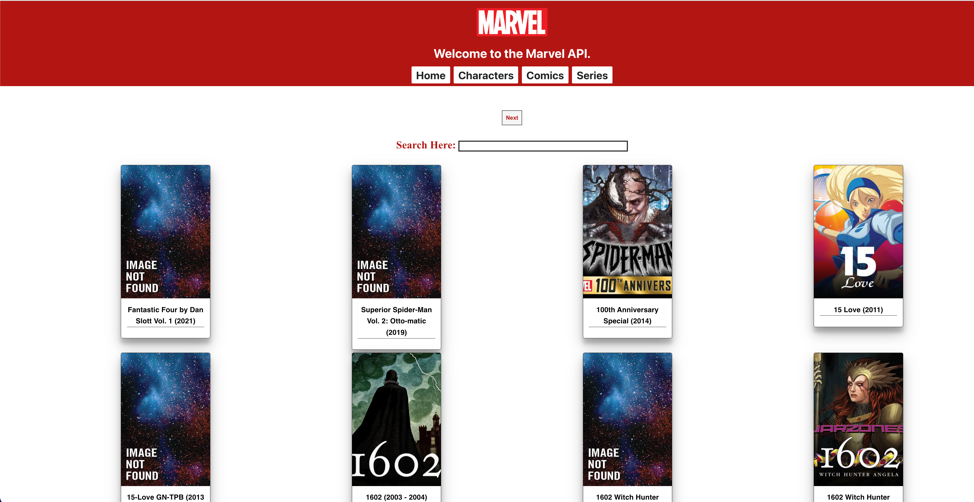 MARVEL
Welcome to the Marvel API.
Home Characters Comics Series
Next
Search Here:
IMAGE
NOT
FOUND
Fantastic Four by Dan
Slott Vol. 1 (2021)
IMAGE
NOT
FOUND
Superior Spider-Man
Vol. 2: Otto-matic
(2019)
SPIDER-MAN
EL 100TH ANNIVERS
100th Anniversary
Special (2014)
15
Love
15 Love (2011)
IMAGE
NOT
FOUND
15-Love GN-TPB (2013
1602
1602 (2003 - 2004)
IMAGE
NOT
FOUND
1602 Witch Hunter
WARZONES
1602
WITCH HUNTER ANGELA
1602 Witch Hunter